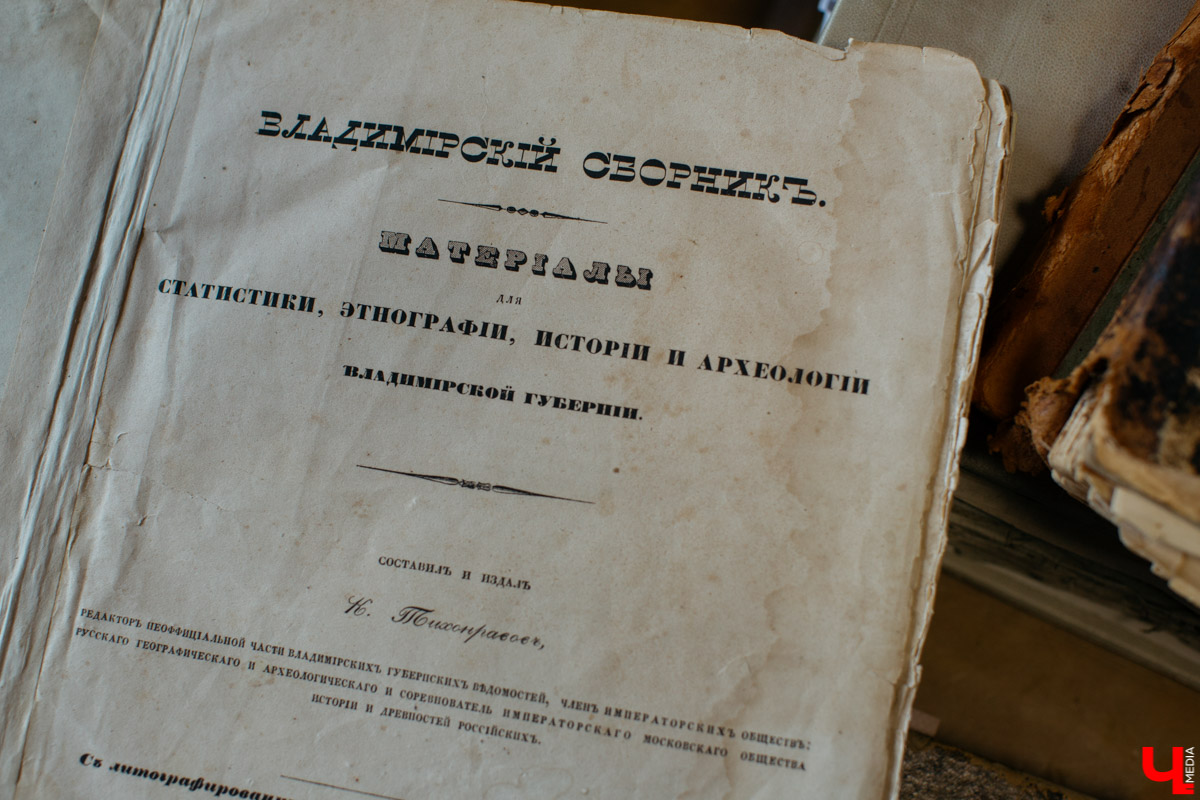 ВЛАДИМІРСКІЙ СБОРНИКЪ.
МАТЕРІАЛЫ
ДЛЯ
СТАТИСТИКИ, ЭТНОГРАФІИ, ИСТОРІИ И АРХЕОЛОГІИ
ВЛАДИМІРСКОЙ ГУБЕРНІИ.
СОСТАВИЛЪ И ИЗДАЛЪ
К. Тихонравовъ,
РЕДАКТОРЪ НЕОФФИЦІАЛЬНОЙ ЧАСТИ ВЛАДИМІРСКИХЪ ГУБЕРНСКИХЪ ВѢДОМОСТЕЙ, ЧЛЕНЪ ИМПЕРАТОРСКИХЪ ОБЩЕСТВЪ:
РУССКАГО ГЕОГРАФИЧЕСКАГО И АРХЕОЛОГИЧЕСКАГО И СОРЕВНОВАТЕЛЬ ИМПЕРАТОРСКАГО МОСКОВСКАГО ОБЩЕСТВА
ИСТОРІИ И ДРЕВНОСТЕЙ РОССІЙСКИХЪ.
Съ
Ч MEDIA